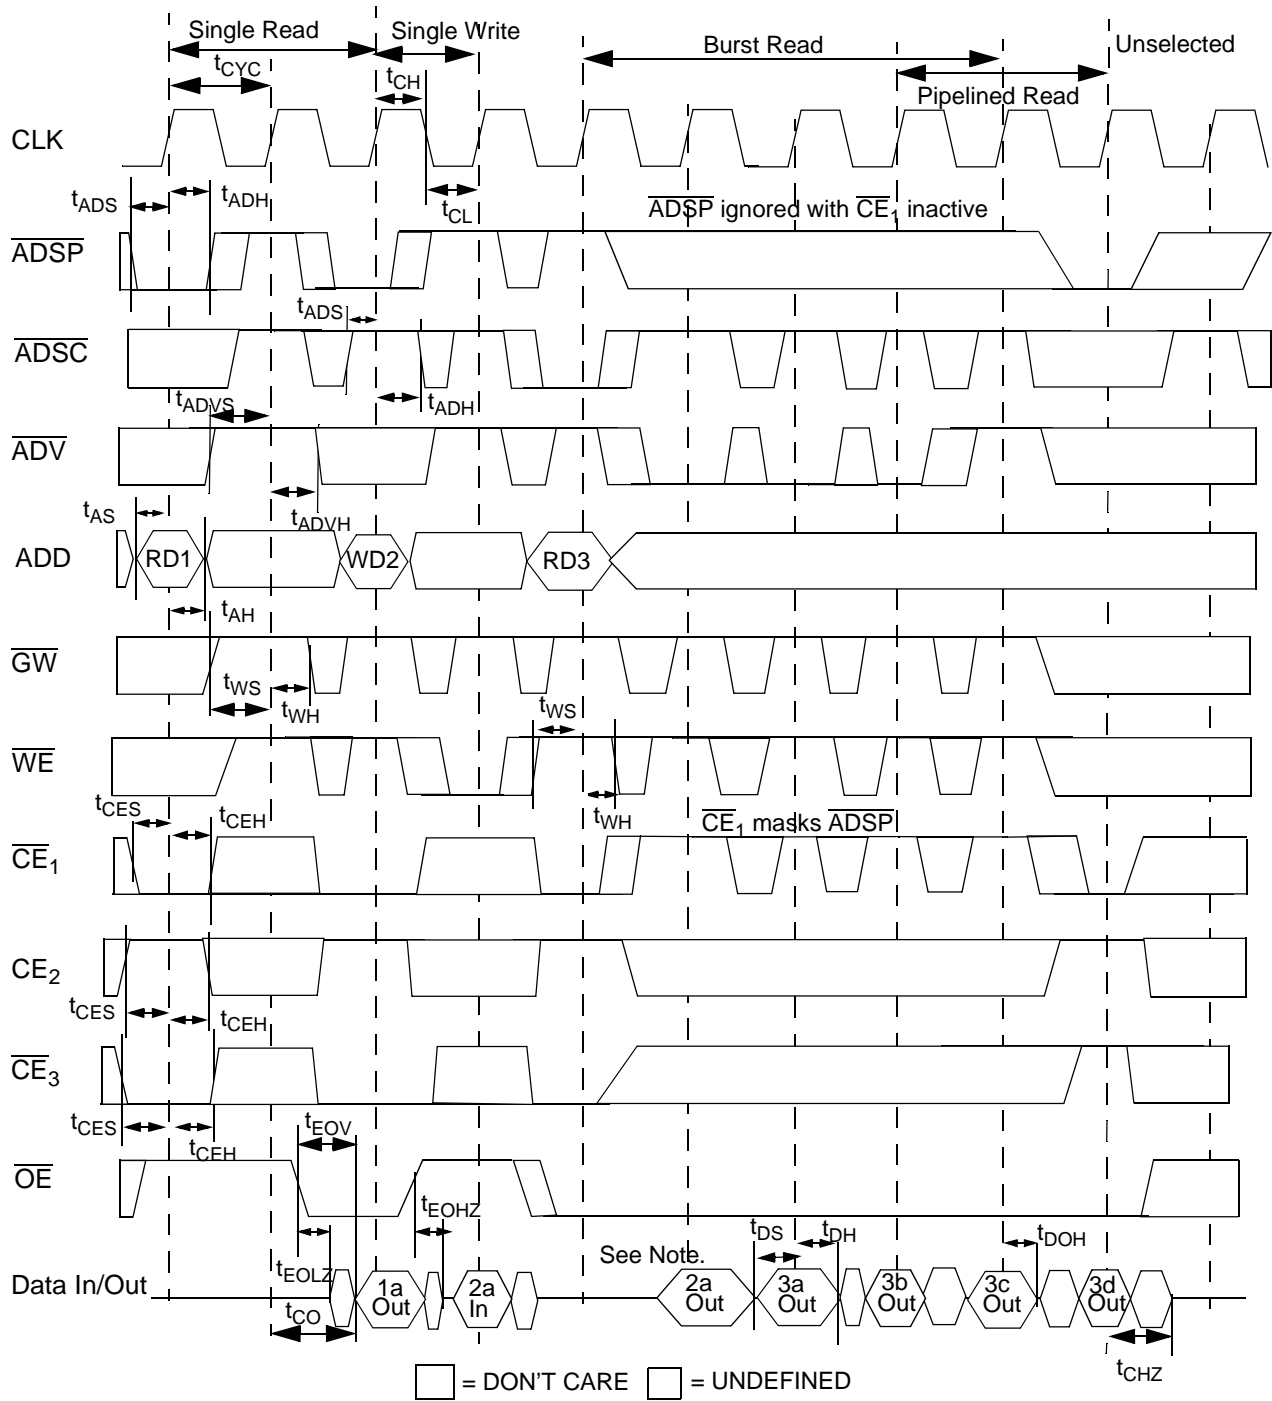 Single Read
Single Write
Burst Read
Unselected
tCYC
tCH
Pipelined Read
CLK
tADS
tADH
tCL
ADSP ignored with CE1 inactive
ADSP
tADS
ADSC
tADVS
tADH
ADV
tAS
tADVH
ADD
RD1
WD2
RD3
tAH
GW
tWS
tWH
tWS
WE
tCES
tCEH
tWH
CE1 masks ADSP
CE1
CE2
tCES
tCEH
CE3
tCES
tCEH
tEOV
OE
tEOHZ
tDS
tDH
tDOH
See Note.
tEOLZ
Data In/Out
1a Out
2a In
2a Out
3a Out
3b Out
3c Out
3d Out
tCO
tCHZ
= DON'T CARE
= UNDEFINED